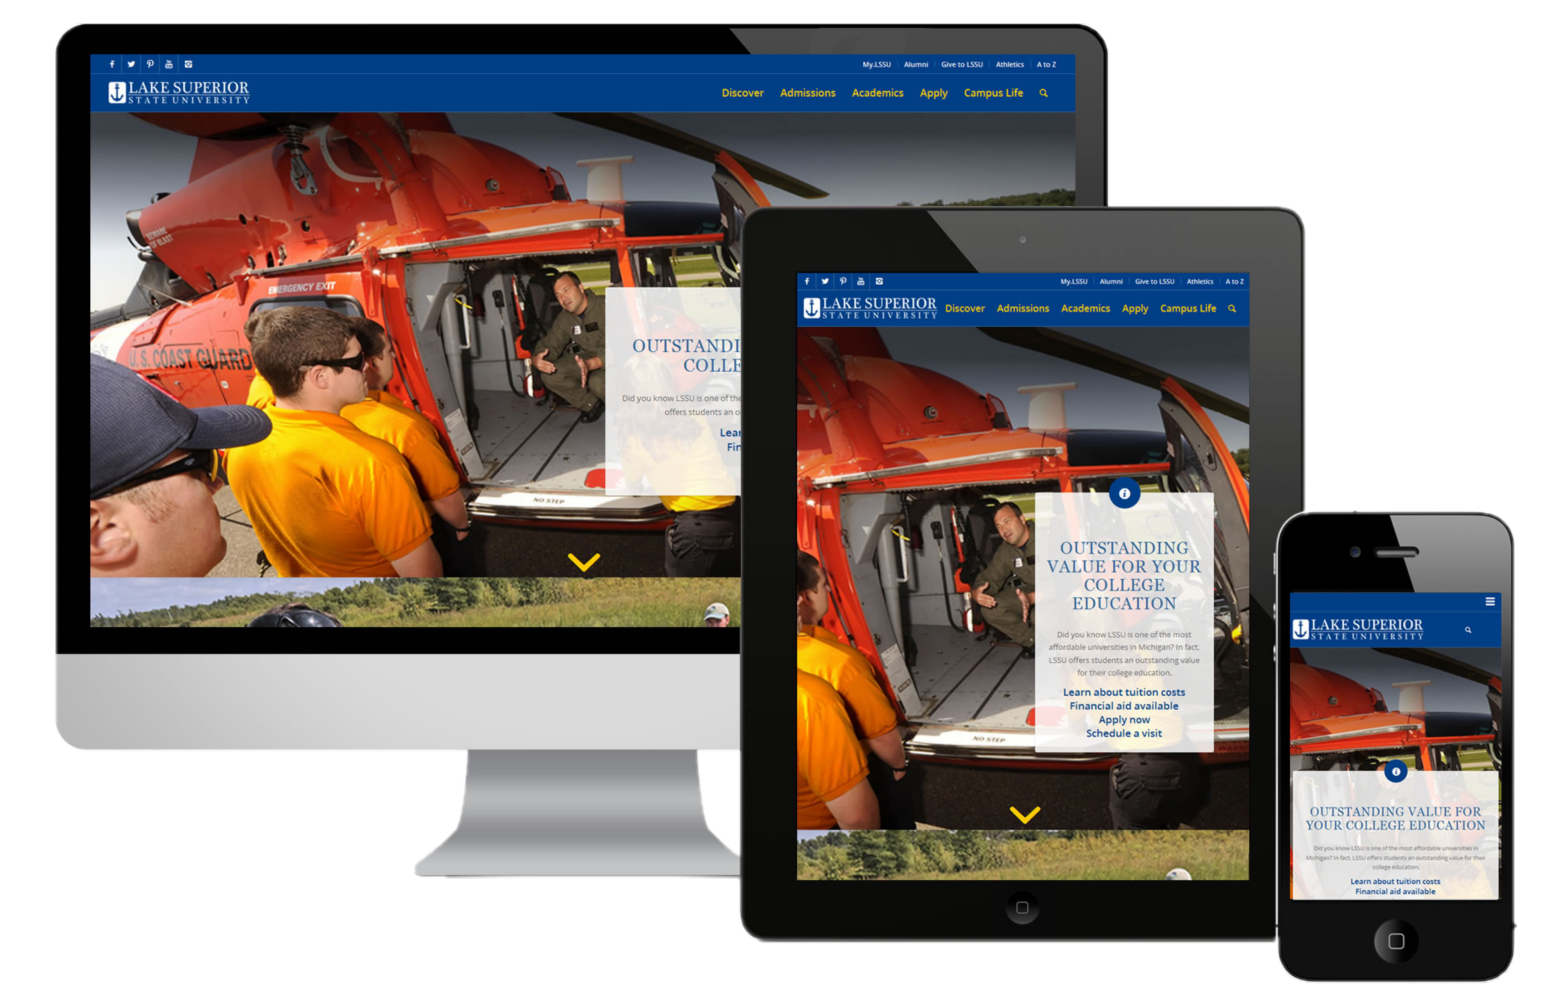 My.LSSU Alumni Give to LSSU Athletics A to Z
LAKE SUPERIOR
STATE UNIVERSITY
Discover Admissions Academics Apply Campus Life
BEWARE
OF BLAST
EMERGENCY EXIT
U. S. COAST GUARD
OUTSTANDI
COLLE
Did you know LSSU is one of the
offers students an o
Lear
Fin
NO STEP
My.LSSU Alumni Give to LSSU Athletics A to Z
LAKE SUPERIOR
STATE UNIVERSITY
Discover Admissions Academics Apply Campus Life
OUTSTANDING
VALUE FOR YOUR
COLLEGE
EDUCATION
Did you know LSSU is one of the most
affordable universities in Michigan? In fact,
LSSU offers students an outstanding value
for their college education.
Learn about tuition costs
Financial aid available
Apply now
Schedule a visit
NO STEP
LAKE SUPERIOR
STATE UNIVERSITY
OUTSTANDING VALUE FOR
YOUR COLLEGE EDUCATION
Did you know LSSU is one of the most affordable universities in
Michigan? In fact, LSSU offers students an outstanding value for their
college education.
Learn about tuition costs
Financial aid available